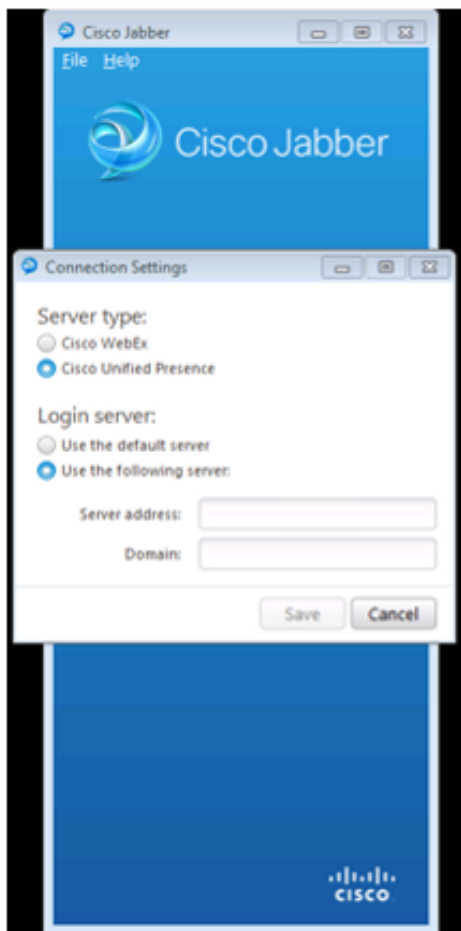 Cisco Jabber
File Help
Cisco Jabber
Connection Settings
Server type:
Cisco WebEx
Cisco Unified Presence
Login server:
Use the default server
Use the following server:
Server address:
Domain:
Save Cancel
CISCO